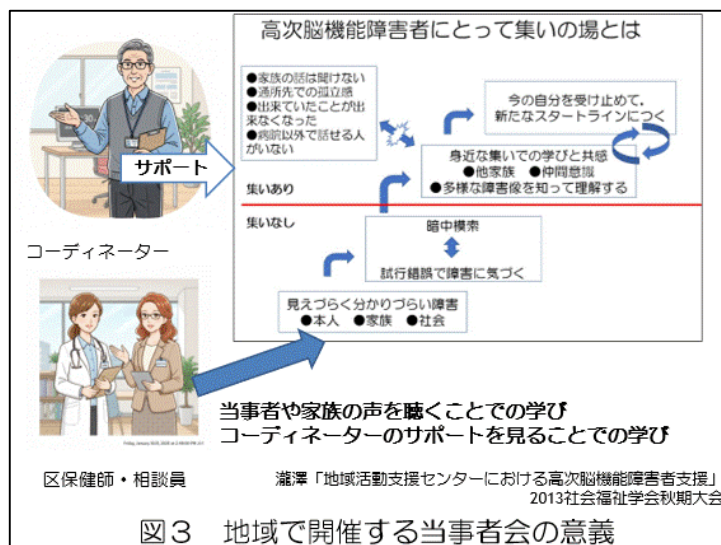 高次脳機能障害者にとって集いの場とは
●家族の話は聞けない
●通所先での孤立感
●出来ていたことが出
来なくなった
●病院以外で話せる人
がいない
今の自分を受け止めて、
新たなスタートラインにつく
サポート
身近な集いでの学びと共感
●他家族 ●仲間意識
●多様な障害像を知って理解する
集いあり
集いなし
コーディネーター
暗中模索
試行錯誤で障害に気づく
見えづらく分かりづらい障害
●本人 ●家族 ●社会
当事者や家族の声を聴くことでの学び
コーディネーターのサポートを見ることでの学び
区保健師・相談員
瀧澤「地域活動支援センターにおける高次脳機能障害者支援」
2013社会福祉学会秋期大会
図３ 地域で開催する当事者会の意義